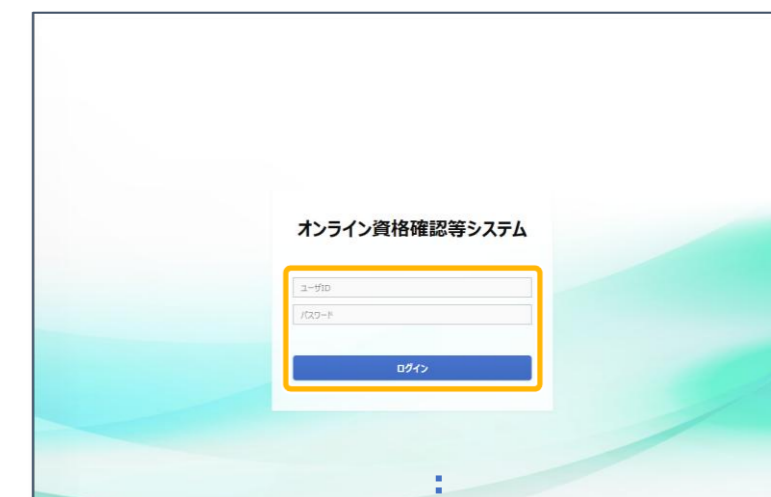 オンライン資格確認等システム
ユーザID
パスワード
ログイン